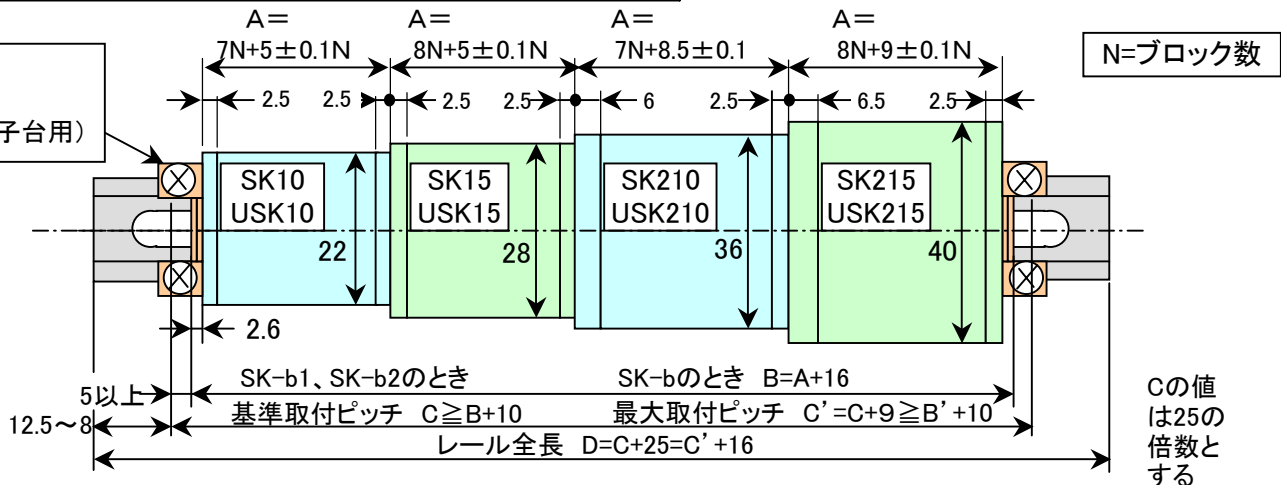 A=
7N+5±0.1N
A=
8N+5±0.1N
A=
7N+8.5±0.1
A=
8N+9±0.1N
N=ブロック数
2.5
2.5
2.5
2.5
6
2.5
6.5
2.5
子台用）
SK10
USK10
SK15
USK15
SK210
USK210
SK215
USK215
22
28
36
40
2.6
5以上
SK-b1、SK-b2のとき
SK-bのとき B=A+16
12.5～8
基準取付ピッチ C≧B+10
最大取付ピッチ C'=C+9≧B'+10
レール全長 D=C+25=C'+16
Cの値
は25の
倍数と
する